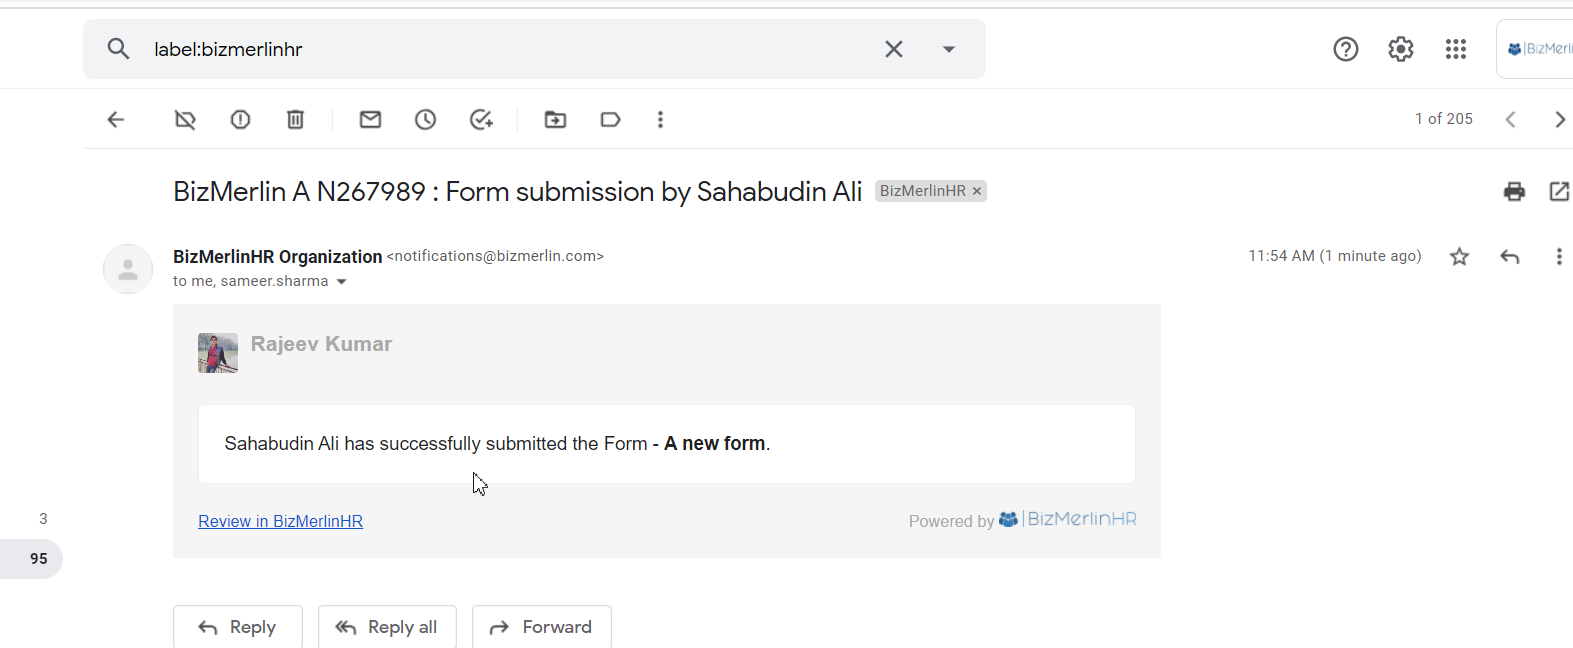 label:bizmerlinhr
BizMerli
1 of 205
BizMerlin A N267989 : Form submission by Sahabudin Ali
BizMerlinHR ×
BizMerlinHR Organization <notifications@bizmerlin.com>
11:54 AM (1 minute ago)
to me, sameer.sharma
Rajeev Kumar
Sahabudin Ali has successfully submitted the Form - A new form.
3
Review in BizMerlinHR
Powered by BizMerlinHR
95
Reply
Reply all
Forward